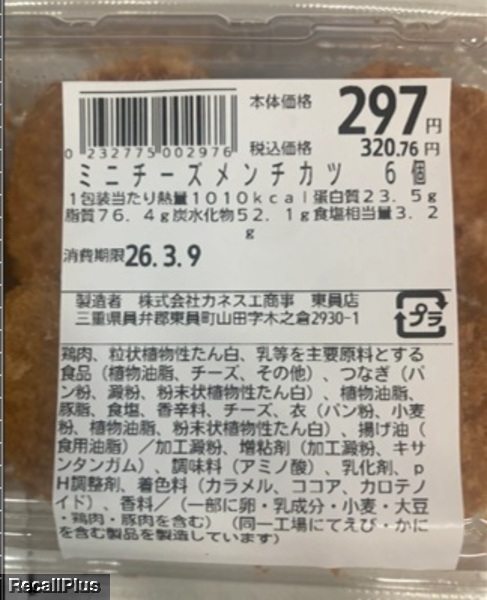 本体価格 297円
0 232775 002976 税込価格 320.76 円
ミニチーズメンチカツ 6個
1包装当たり熱量1010kcal蛋白質23.5g
脂質76.4g炭水化物52.1g食塩相当量3.2
g
消費期限26.3.9
製造者 株式会社カネスエ商事 東員店
三重県員弁郡東員町山田字木之倉2930-1
プラ
鶏肉、粒状植物性たん白、乳等を主要原料とする
食品（植物油脂、チーズ、その他）、つなぎ（パ
ン粉、澱粉、粉末状植物性たん白）、植物油脂、
豚脂、食塩、香辛料、チーズ、衣（パン粉、小麦
粉、植物油脂、粉末状植物性たん白）、揚げ油（
食用油脂）／加工澱粉、増粘剤（加工澱粉、キサ
ンタンガム）、調味料（アミノ酸）、乳化剤、p
H調整剤、着色料（カラメル、ココア、カロテノ
イド）、香料／（一部に卵・乳成分・小麦・大豆
・鶏肉・豚肉を含む）（同一工場にてえび・かに
を含む製品を製造しています）
RecallPlus